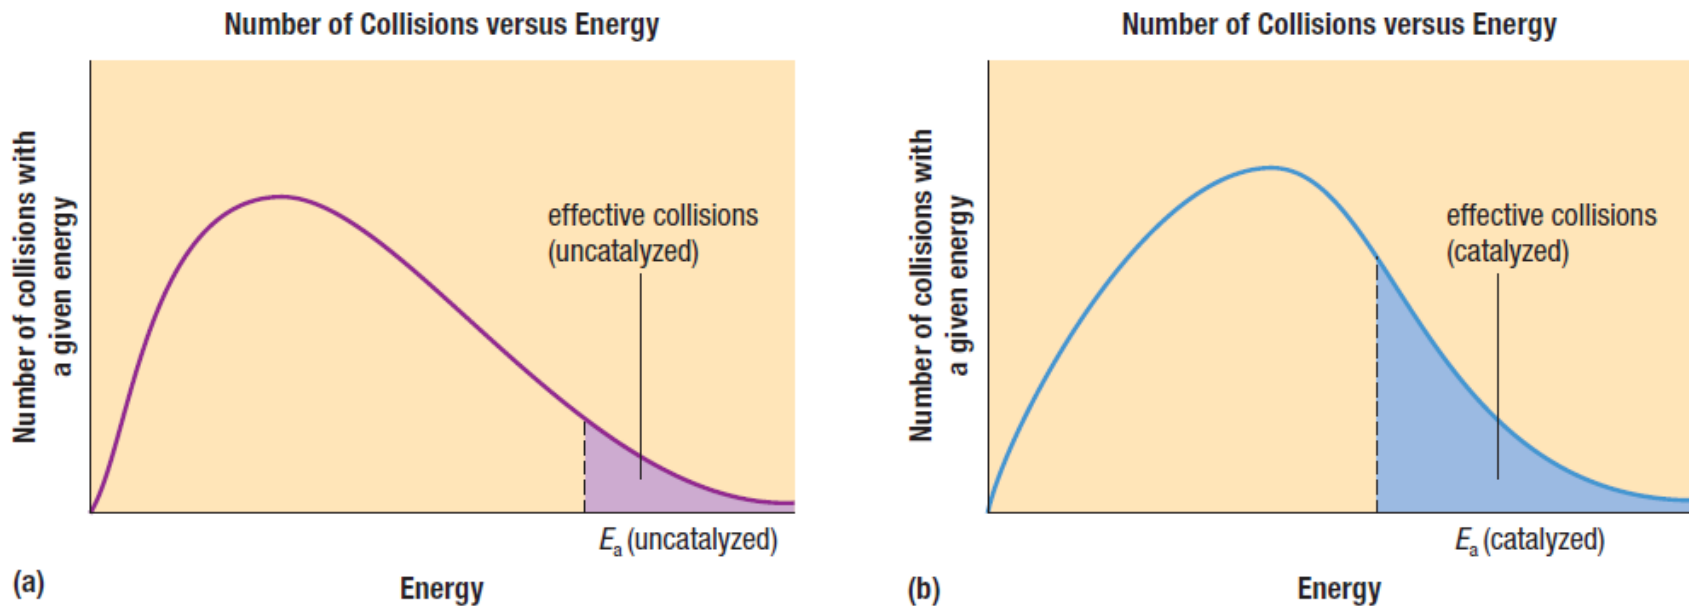 Number of Collisions versus Energy
Number of collisions with
a given energy
effective collisions
(uncatalyzed)
Ea (uncatalyzed)
(a)
Energy
Number of Collisions versus Energy
Number of collisions with
a given energy
effective collisions
(catalyzed)
Ea (catalyzed)
(b)
Energy